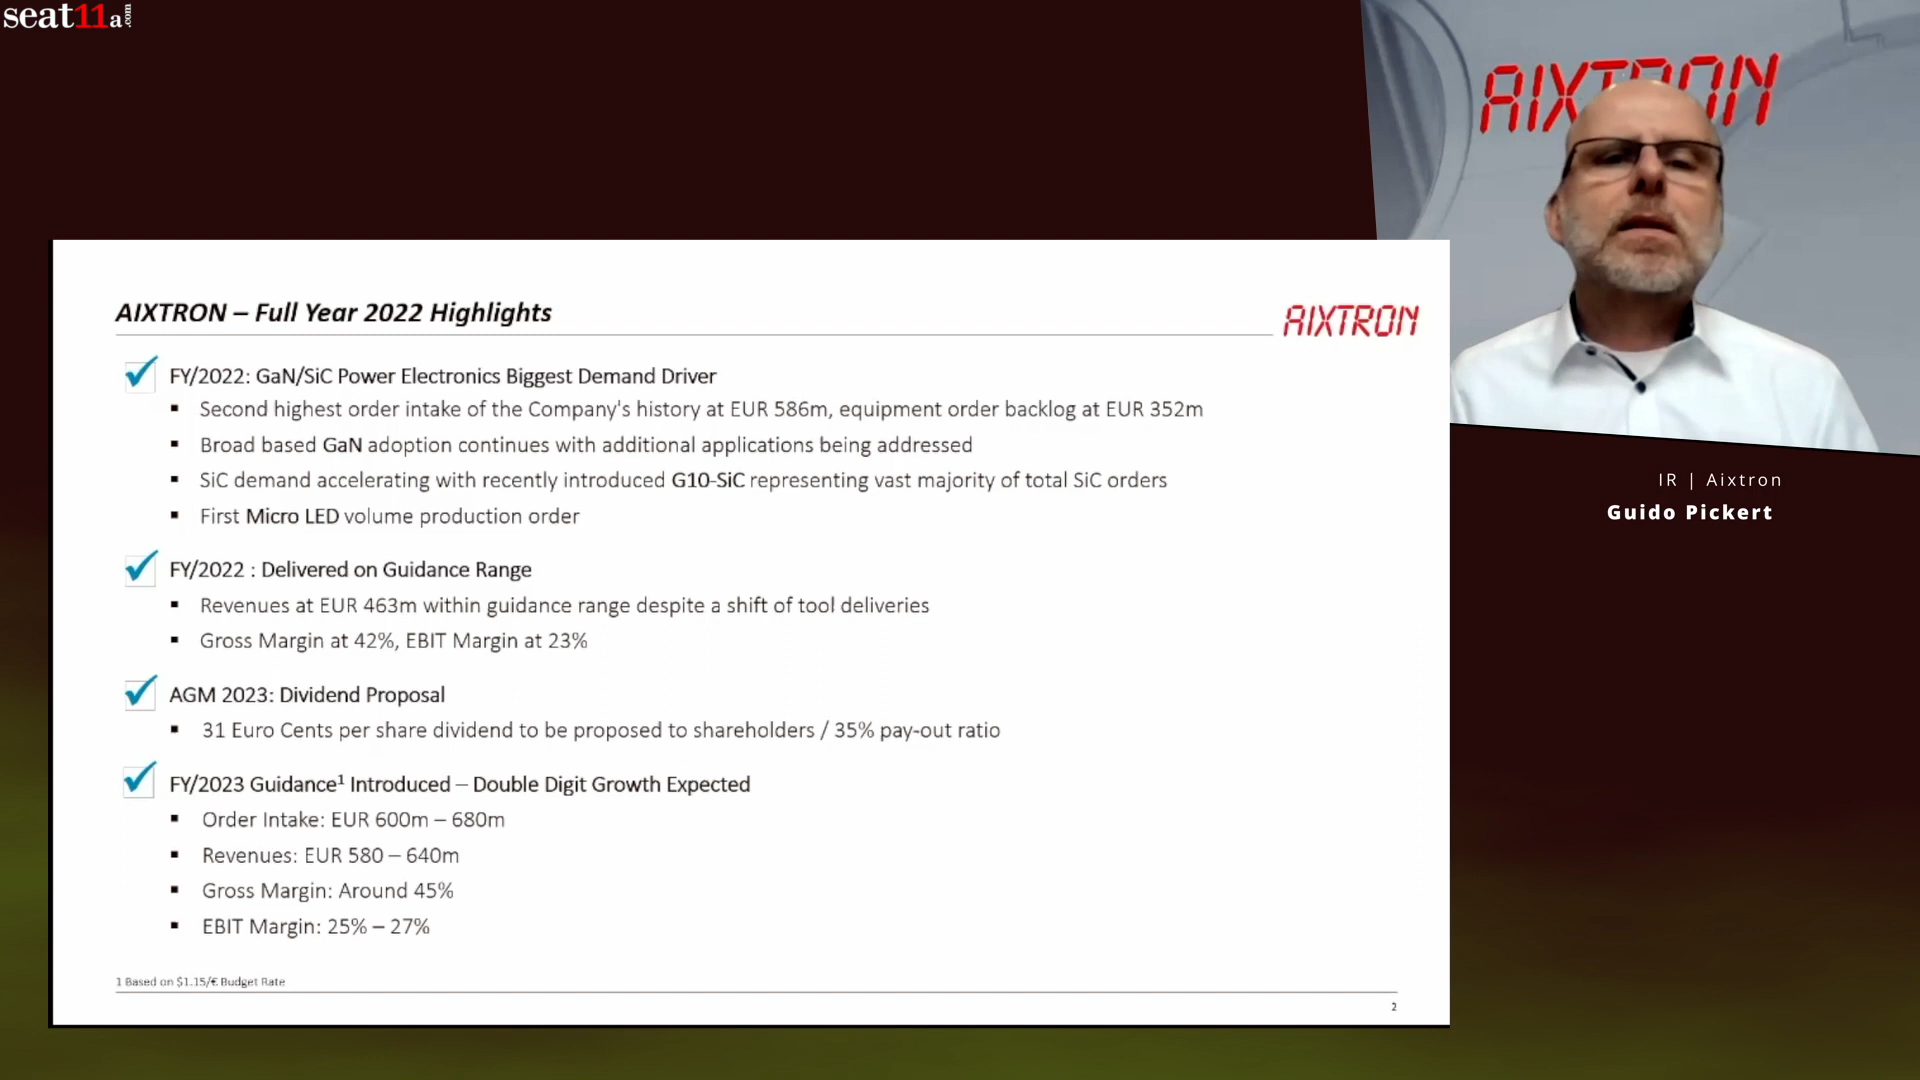 seat11a.com
AIXTRON
AIXTRON – Full Year 2022 Highlights
AIXTRON
FY/2022: GaN/SiC Power Electronics Biggest Demand Driver
▪ Second highest order intake of the Company's history at EUR 586m, equipment order backlog at EUR 352m
▪ Broad based GaN adoption continues with additional applications being addressed
▪ SiC demand accelerating with recently introduced G10-SiC representing vast majority of total SiC orders
▪ First Micro LED volume production order
FY/2022 : Delivered on Guidance Range
▪ Revenues at EUR 463m within guidance range despite a shift of tool deliveries
▪ Gross Margin at 42%, EBIT Margin at 23%
AGM 2023: Dividend Proposal
▪ 31 Euro Cents per share dividend to be proposed to shareholders / 35% pay-out ratio
FY/2023 Guidance¹ Introduced – Double Digit Growth Expected
▪ Order Intake: EUR 600m – 680m
▪ Revenues: EUR 580 – 640m
▪ Gross Margin: Around 45%
▪ EBIT Margin: 25% – 27%
1 Based on $1.15/€ Budget Rate
2
IR | Aixtron
Guido Pickert